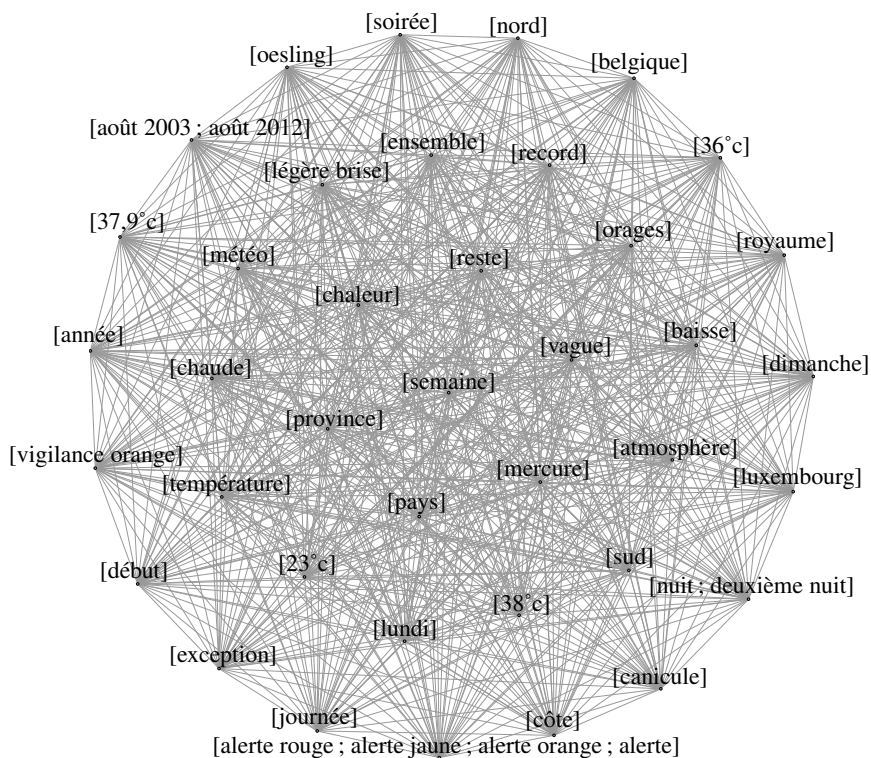 [soirée]
[nord]
[oesling]
[belgique]
[août 2003 ; août 2012]
[ensemble]
[record]
[36°c]
[légère brise]
[37,9°c]
[orages]
[royaume]
[météo]
[reste]
[chaleur]
[année]
[vague]
[baisse]
[chaude]
[semaine]
[dimanche]
[province]
[vigilance orange]
[atmosphère]
[température]
[mercure]
[luxembourg]
[pays]
[début]
[23°c]
[sud]
[nuit ; deuxième nuit]
[38°c]
[lundi]
[exception]
[canicule]
[journée]
[côte]
[alerte rouge ; alerte jaune ; alerte orange ; alerte]